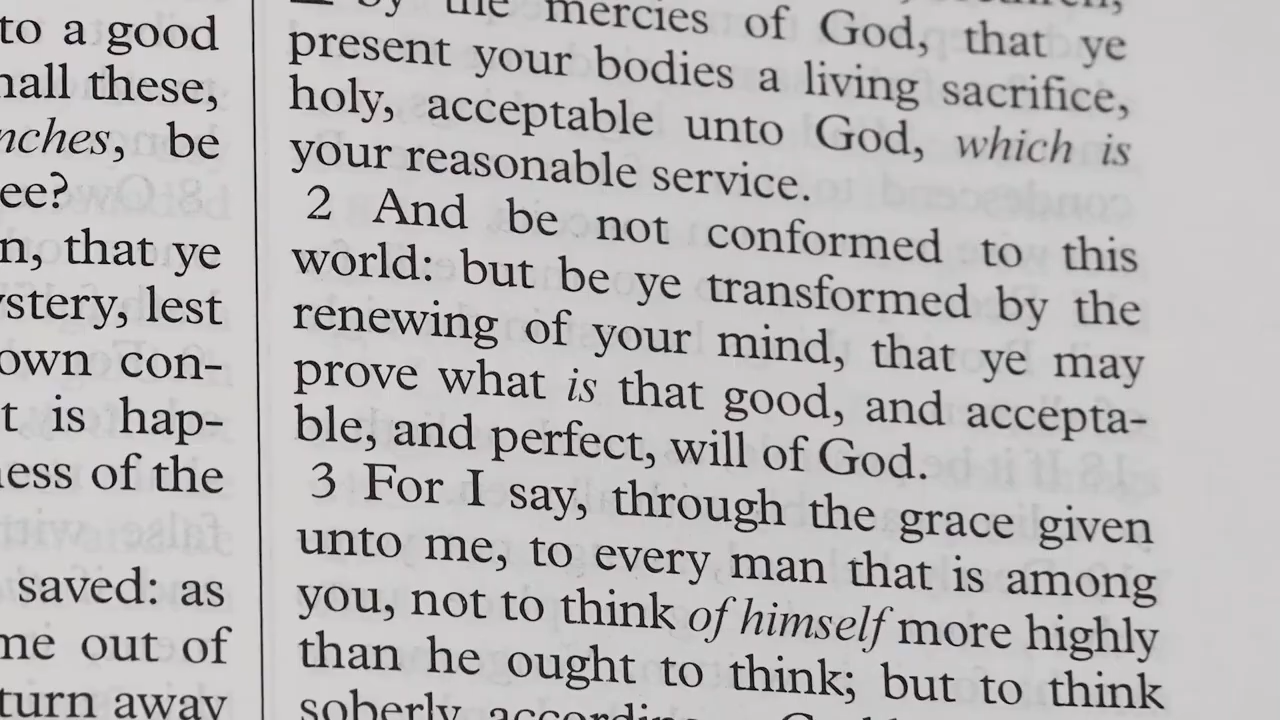 to a good
these,
be
ee?
n, that ye
lest
own con-
t is hap-
of the
saved: as
me out of
turn away
by the mercies of God, that ye
present your bodies a living sacrifice,
holy, acceptable unto God, which is
your reasonable service.
2 And be not conformed to this
world: but be ye transformed by the
renewing of your mind, that ye may
prove what is that good, and accepta-
ble, and perfect, will of God.
3 For I say, through the grace given
unto me, to every man that is among
you, not to think of himself more highly
than he ought to think; but to think
soberly,